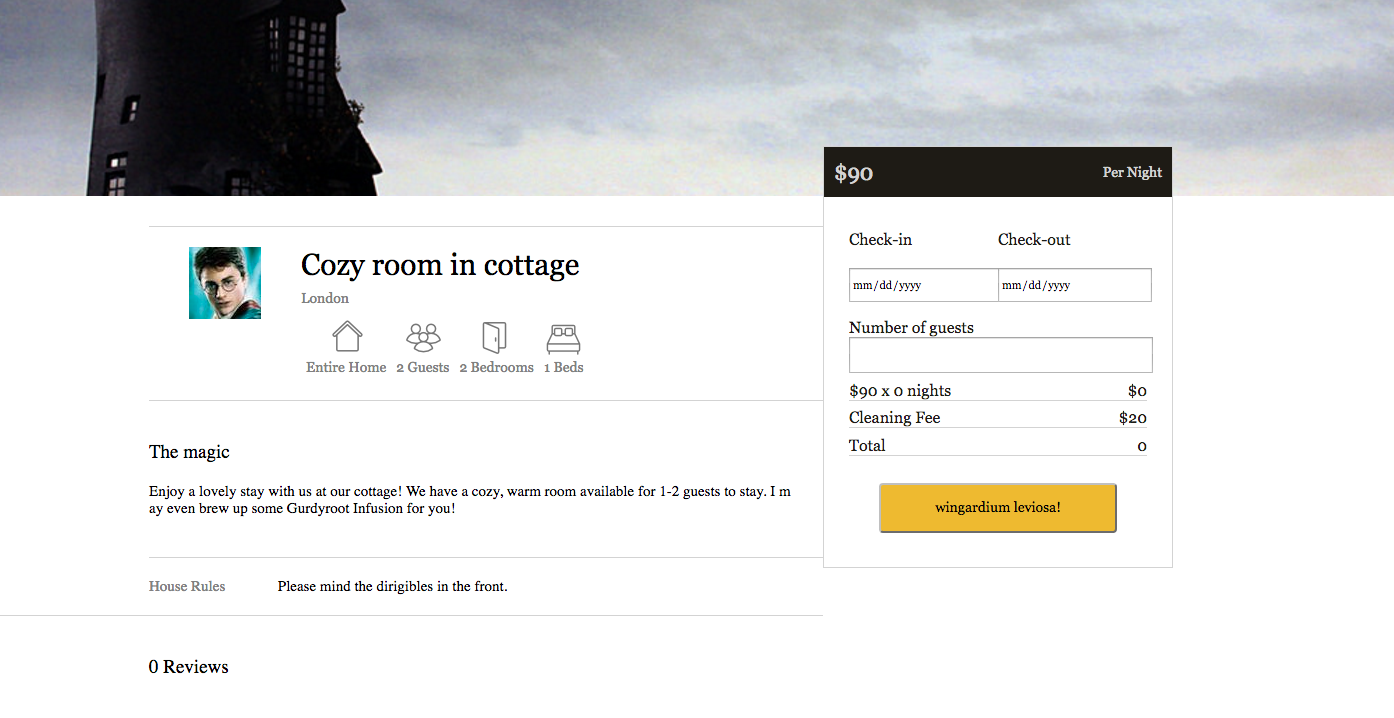 $90 Per Night
Check-in Check-out
mm/dd/yyyy mm/dd/yyyy
Number of guests
$90 x 0 nights $0
Cleaning Fee $20
Total 0
wingardium leviosa!
Cozy room in cottage
London
Entire Home 2 Guests 2 Bedrooms 1 Beds
The magic
Enjoy a lovely stay with us at our cottage! We have a cozy, warm room available for 1-2 guests to stay. I m
ay even brew up some Gurdyroot Infusion for you!
House Rules Please mind the dirigibles in the front.
0 Reviews